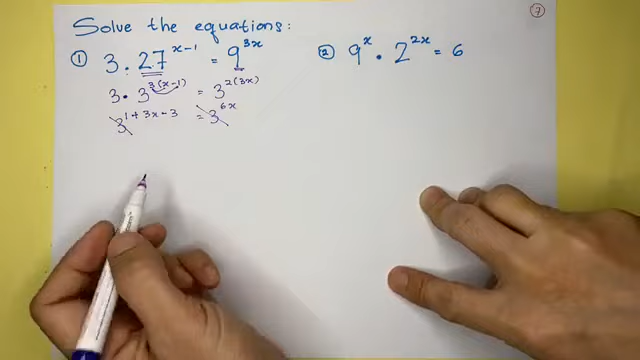 Solve the equations:
① 3 . 27^{x-1} = 9^{3x}
3 • 3^{3(x-1)} = 3^{2(3x)}
3^{1+3x-3} = 3^{6x}
② 9^{x} • 2^{2x} = 6
⑦